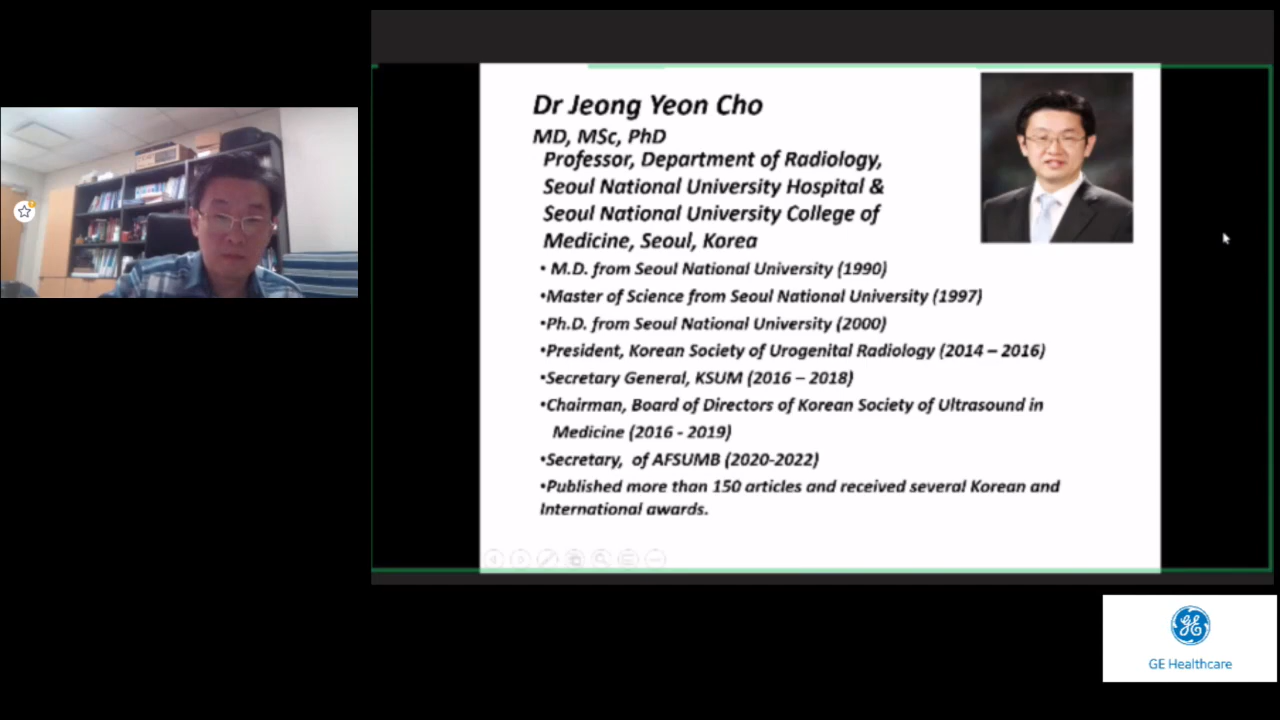 Dr Jeong Yeon Cho
MD, MSc, PhD
Professor, Department of Radiology,
Seoul National University Hospital &
Seoul National University College of
Medicine, Seoul, Korea
• M.D. from Seoul National University (1990)
•Master of Science from Seoul National University (1997)
•Ph.D. from Seoul National University (2000)
•President, Korean Society of Urogenital Radiology (2014 – 2016)
•Secretary General, KSUM (2016 – 2018)
•Chairman, Board of Directors of Korean Society of Ultrasound in
Medicine (2016 - 2019)
•Secretary, of AFSUMB (2020-2022)
•Published more than 150 articles and received several Korean and
International awards.
GE
GE Healthcare